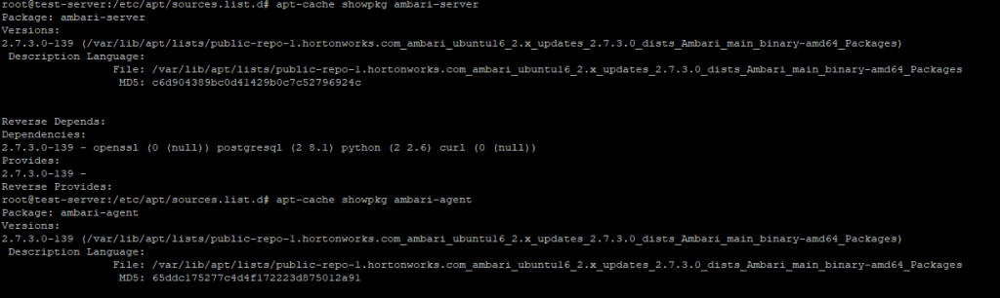 root@test-server:/etc/apt/sources.list.d# apt-cache showpkg ambari-server
Package: ambari-server
Versions:
2.7.3.0-139 (/var/lib/apt/lists/public-repo-1.hortonworks.com_ambari_ubuntu16_2.x_updates_2.7.3.0_dists_Ambari_main_binary-amd64_Packages)
 Description Language:
                 File: /var/lib/apt/lists/public-repo-1.hortonworks.com_ambari_ubuntu16_2.x_updates_2.7.3.0_dists_Ambari_main_binary-amd64_Packages
                  MD5: c6d904389bc0d41429b0c7c52796924c
Reverse Depends:
Dependencies:
2.7.3.0-139 - openssl (0 (null)) postgresql (2 8.1) python (2 2.6) curl (0 (null))
Provides:
2.7.3.0-139 -
Reverse Provides:
root@test-server:/etc/apt/sources.list.d# apt-cache showpkg ambari-agent
Package: ambari-agent
Versions:
2.7.3.0-139 (/var/lib/apt/lists/public-repo-1.hortonworks.com_ambari_ubuntu16_2.x_updates_2.7.3.0_dists_Ambari_main_binary-amd64_Packages)
 Description Language:
                 File: /var/lib/apt/lists/public-repo-1.hortonworks.com_ambari_ubuntu16_2.x_updates_2.7.3.0_dists_Ambari_main_binary-amd64_Packages
                  MD5: 65ddc175277c4d4f172223d875012a91